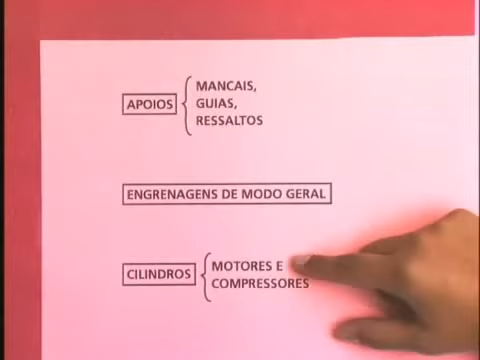 APOIOS
MANCAIS,
GUIAS,
RESSALTOS
ENGRENAGENS DE MODO GERAL
CILINDROS
MOTORES E
COMPRESSORES